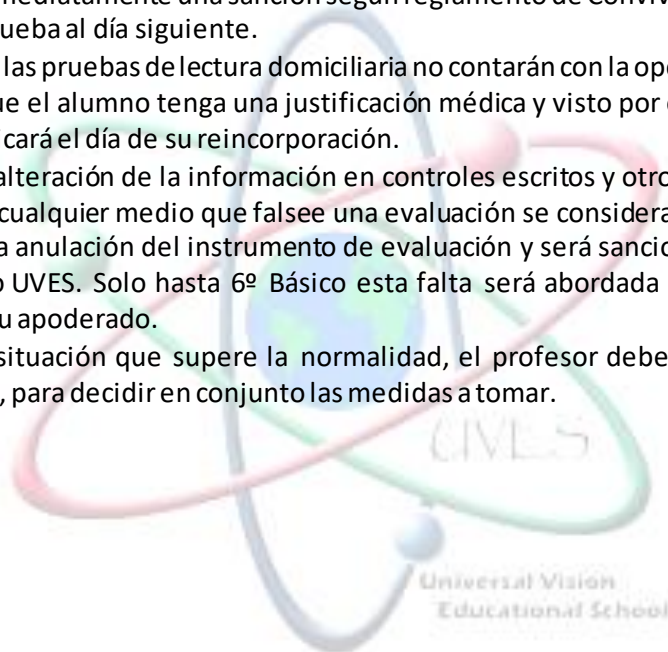 mediatamente una sanción según reglamento de Conviv
ueba al día siguiente.
las pruebas de lectura domiciliaria no contarán con la op
ue el alumno tenga una justificación médica y visto por
icará el día de su reincorporación.
alteración de la información en controles escritos y otro
cualquier medio que falsee una evaluación se considera
a anulación del instrumento de evaluación y será sancio
o UVES. Solo hasta 6º Básico esta falta será abordada
u apoderado.
situación que supere la normalidad, el profesor debe
, para decidir en conjunto las medidas a tomar.
UVES
Universal Vision
Educational School